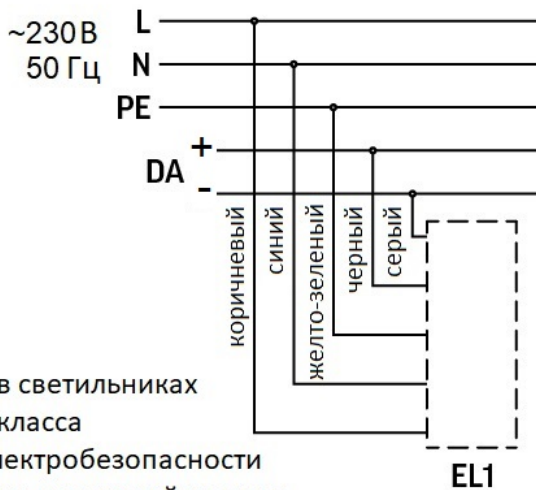 L
~230 В
50 Гц
N
PE
+
DA
-
коричневый
синий
желто-зеленый
черный
серый
в светильниках
класса
электробезопасности
EL1